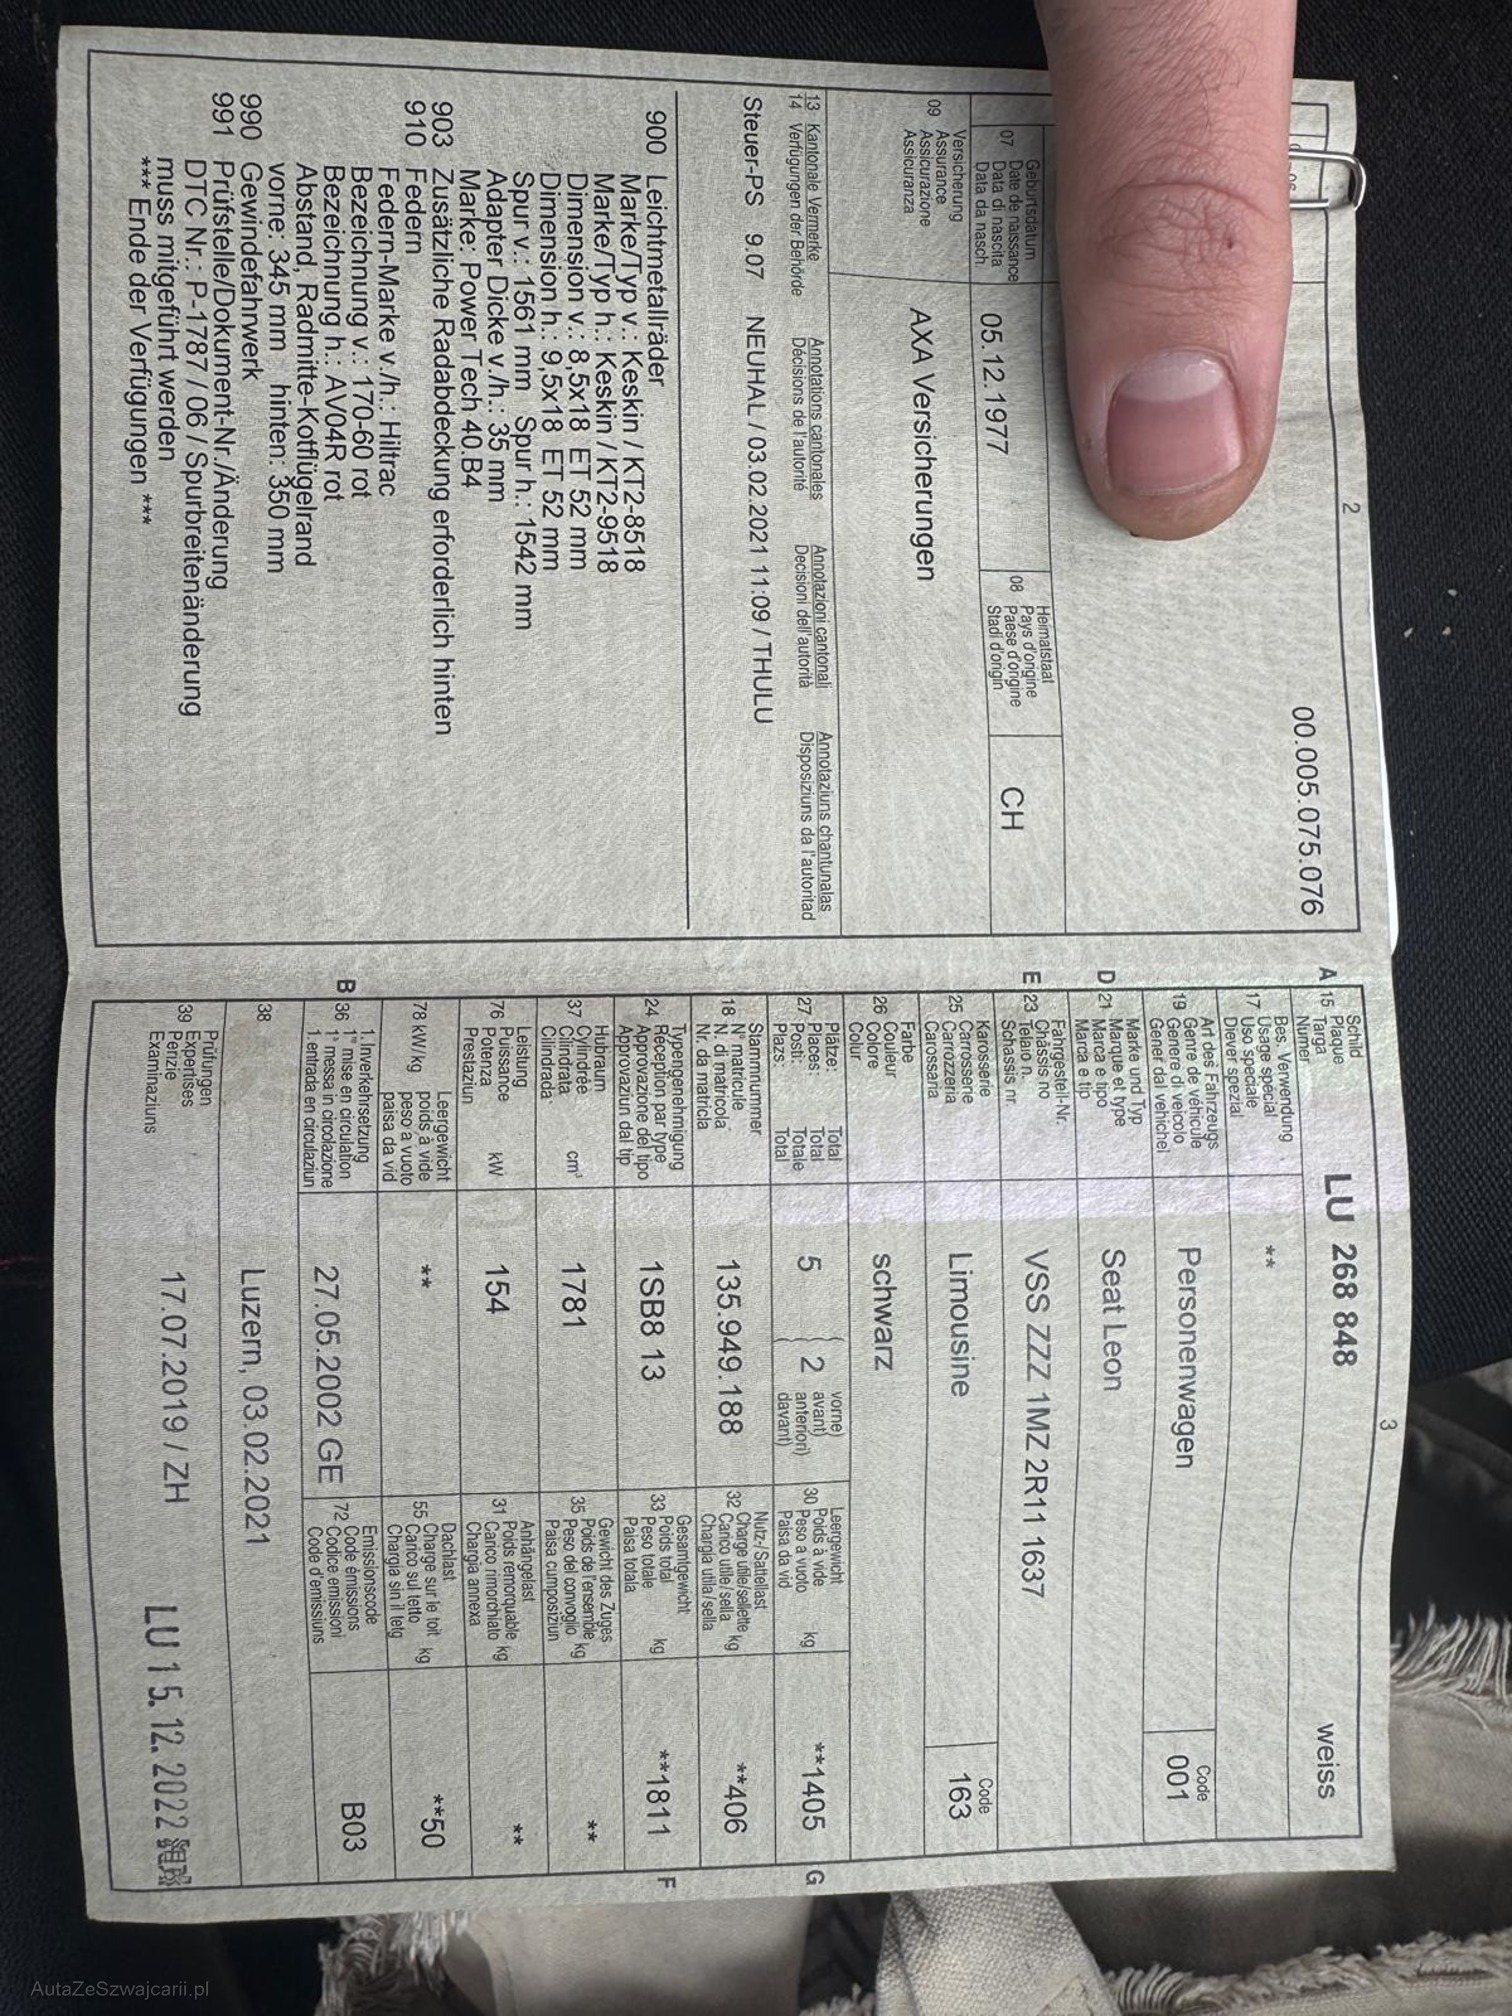 2
00.005.075.076
Geburtsdatum
07 Date de naissance
Data di nascita
Data da nasch.
05.12.1977
Heimatstaat
08 Pays d'origine
Paese d'origine
Stadi d'origin
CH
Versicherung
09 Assurance
Assicurazione
Assicuranza
AXA Versicherungen
13 Kantonale Vermerke Annotations cantonales Annotazioni cantonali Annotaziuns chantunalas
14 Verfügungen der Behörde Décisions de l'autorité Decisioni dell'autorità Disposiziuns da l'autoritad
Steuer-PS 9.07 NEUHAL / 03.02.2021 11:09 / THULU
900 Leichtmetallräder
Marke/Typ v.: Keskin / KT2-8518
Marke/Typ h.: Keskin / KT2-9518
Dimension v.: 8,5x18 ET 52 mm
Dimension h.: 9,5x18 ET 52 mm
Spur v.: 1561 mm Spur h.: 1542 mm
Adapter Dicke v./h.: 35 mm
Marke: Power Tech 40.B4
903 Zusätzliche Radabdeckung erforderlich hinten
910 Federn
Federn-Marke v./h.: Hiltrac
Bezeichnung v.: 170-60 rot
Bezeichnung h.: AV04R rot
Abstand, Radmitte-Kotflügelrand
vorne: 345 mm hinten: 350 mm
990 Gewindefahrwerk
991 Prüfstelle/Dokument-Nr./Änderung
DTC Nr.: P-1787 / 06 / Spurbreitenänderung
muss mitgeführt werden
*** Ende der Verfügungen ***
3
Schild
A 15 Plaque
Targa
Numer
LU 268 848 weiss
Bes. Verwendung
17 Usage spécial
Uso speciale
Diever spezial
**
Art des Fahrzeugs
19 Genre de véhicule
Genere di veicolo
Gener dal vehichel
Personenwagen
Code
001
Marke und Typ
D 21 Marque et type
Marca e tipo
Marca e tip
Seat Leon
Fahrgestell-Nr.
E 23 Châssis no
Telaio n.
Schassis nr.
VSS ZZZ 1MZ 2R11 1637
Karosserie
25 Carrosserie
Carrozzeria
Carossaria
Limousine
Code
163
Farbe
26 Couleur
Colore
Colur
schwarz
Plätze: Total
27 Places: Total
Posti: Totale
Plazs: Total
5
2
vorne)
avant)
anteriori)
davant)
Leergewicht
30 Poids à vide
Peso a vuoto kg
Paisa da vid
**1405 G
Stammnummer
18 N° matricule
N. di matricola
Nr. da matricla
135.949.188
Nutz-/Sattellast
32 Charge utile/sellette kg
Carico utile/sella
Chargia utila/sella
**406
Typengenehmigung
24 Réception par type
Approvazione del tipo
Approvaziun dal tip
1SB8 13
Gesamtgewicht
33 Poids total
Peso totale kg
Paisa totala
**1811 F
Hubraum
37 Cylindrée
Cilindrata cm³
Cilindrada
1781
Gewicht des Zuges
35 Poids de l'ensemble
Peso del convoglio kg
Paisa cumposiziun
**
Leistung
76 Puissance
Potenza kW
Prestaziun
154
Anhängelast
31 Poids remorquable
Carico rimorchiato kg
Chargia annexa
**
Leergewicht
78 kW/kg poids à vide
peso a vuoto
paisa da vid
**
Dachlast
55 Charge sur le toit
Carico sul tetto kg
Chargia sin il tetg
**50
1. Inverkehrsetzung
B 36 1re mise en circulation
1a messa in circolazione
1. entrada en circulaziun
27.05.2002 GE
Emissionscode
72 Code émissions
Codice emissioni
Code d'emissiuns
B03
38 Luzern, 03.02.2021
Prüfungen
39 Expertises
Perizie
Examinaziuns
17.07.2019 / ZH LU 15. 12. 2022
AutaZeSzwajcarii.pl